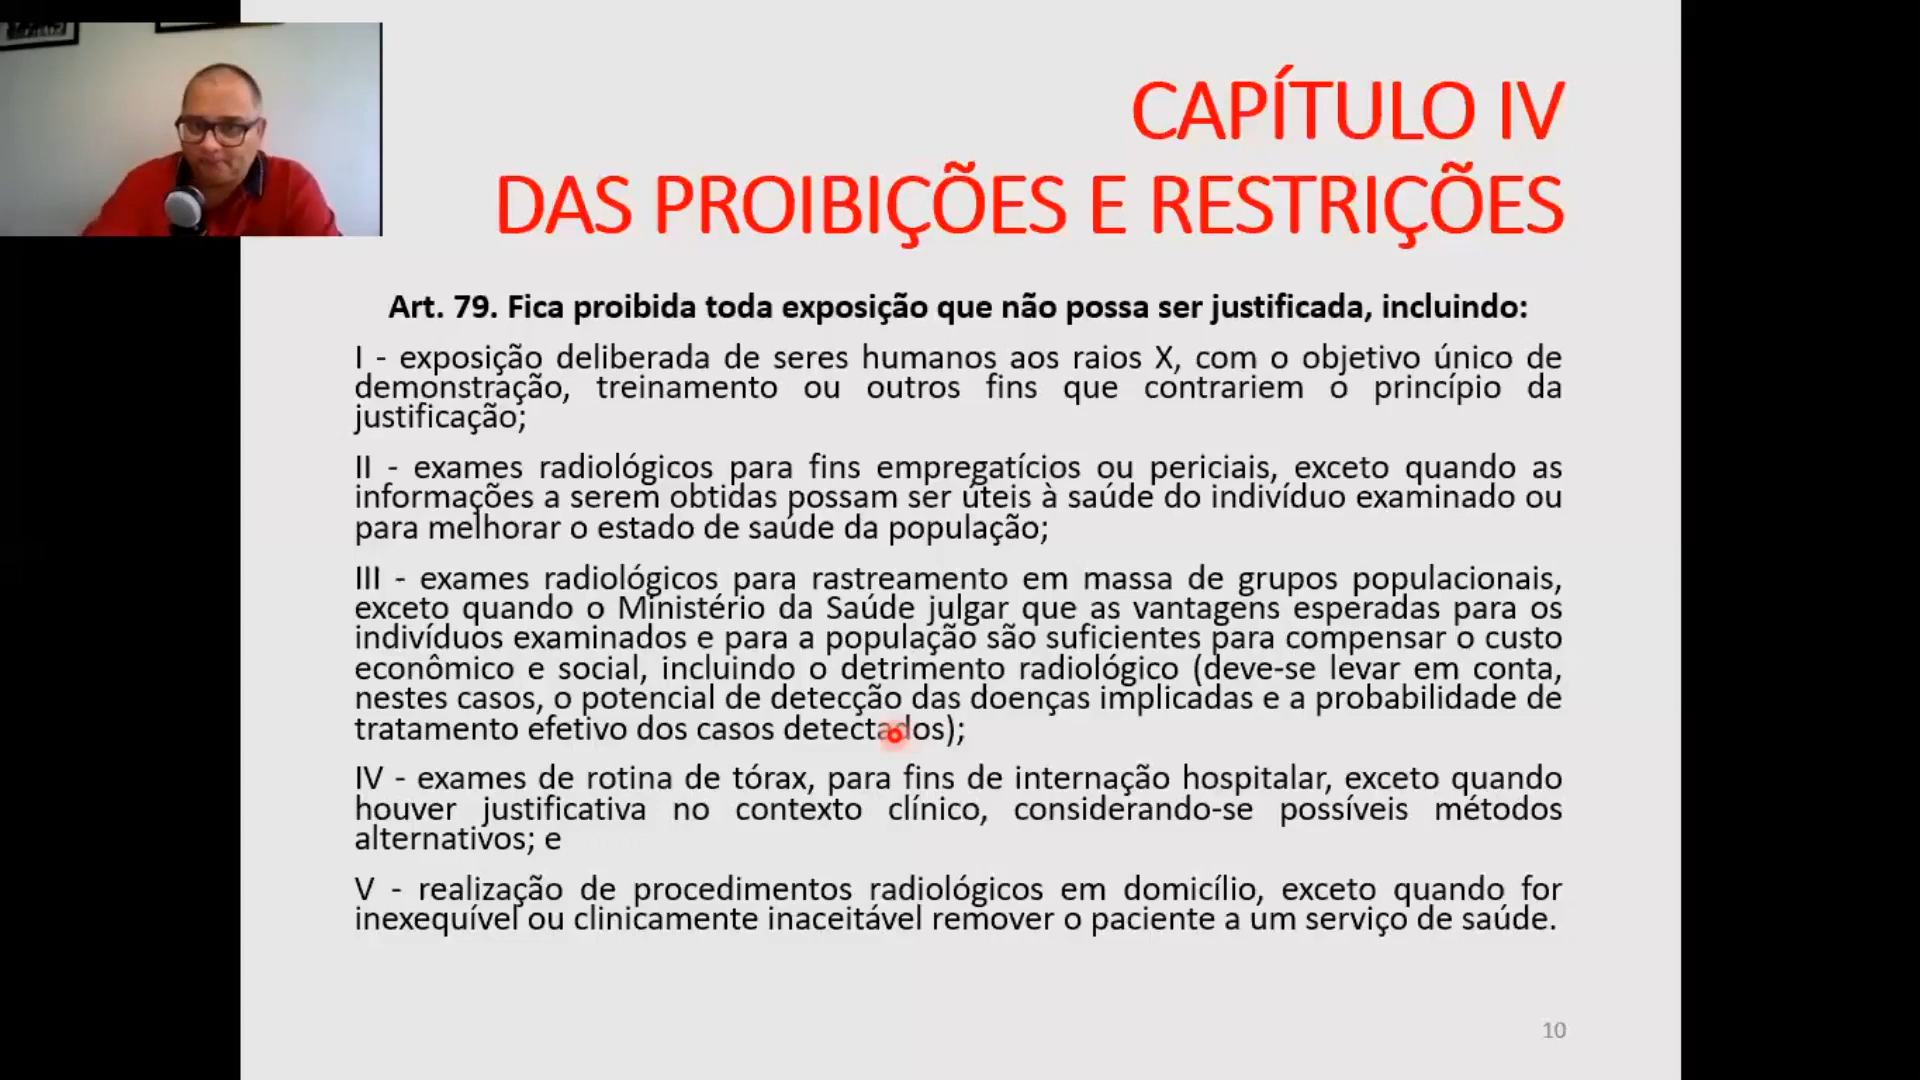 CAPÍTULO IV
DAS PROIBIÇÕES E RESTRIÇÕES
Art. 79. Fica proibida toda exposição que não possa ser justificada, incluindo:
I - exposição deliberada de seres humanos aos raios X, com o objetivo único de
demonstração, treinamento ou outros fins que contrariem o princípio da
justificação;
II - exames radiológicos para fins empregatícios ou periciais, exceto quando as
informações a serem obtidas possam ser úteis à saúde do indivíduo examinado ou
para melhorar o estado de saúde da população;
III - exames radiológicos para rastreamento em massa de grupos populacionais,
exceto quando o Ministério da Saúde julgar que as vantagens esperadas para os
indivíduos examinados e para a população são suficientes para compensar o custo
econômico e social, incluindo o detrimento radiológico (deve-se levar em conta,
nestes casos, o potencial de detecção das doenças implicadas e a probabilidade de
tratamento efetivo dos casos detectados);
IV - exames de rotina de tórax, para fins de internação hospitalar, exceto quando
houver justificativa no contexto clínico, considerando-se possíveis métodos
alternativos; e
V - realização de procedimentos radiológicos em domicílio, exceto quando for
inexequível ou clinicamente inaceitável remover o paciente a um serviço de saúde.
10